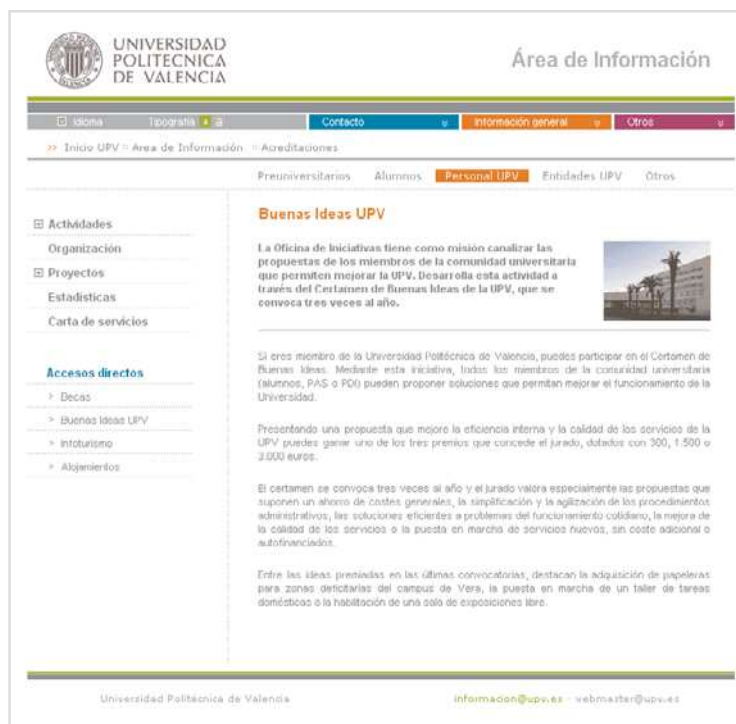 UNIVERSIDAD
POLITECNICA
DE VALENCIA
Área de Información
Idioma Tipografía A a Contacto Información general Otros
>> Inicio UPV :: Area de Información :: Acreditaciones
Preuniversitarios Alumnos Personal UPV Entidades UPV Otros
Actividades
Organización
Proyectos
Estadísticas
Carta de servicios
Accesos directos
> Becas
> Buenas Ideas UPV
> Infoturismo
> Alojamientos
Buenas Ideas UPV
La Oficina de Iniciativas tiene como misión canalizar las
propuestas de los miembros de la comunidad universitaria
que permiten mejorar la UPV. Desarrolla esta actividad a
través del Certamen de Buenas Ideas de la UPV, que se
convoca tres veces al año.
Si eres miembro de la Universidad Politécnica de Valencia, puedes participar en el Certamen de
Buenas Ideas. Mediante esta iniciativa, todos los miembros de la comunidad universitaria
(alumnos, PAS o PDI) pueden proponer soluciones que permitan mejorar el funcionamiento de la
Universidad.
Presentando una propuesta que mejore la eficiencia interna y la calidad de los servicios de la
UPV puedes ganar uno de los tres premios que concede el jurado, dotados con 300, 1.500 o
3.000 euros.
El certamen se convoca tres veces al año y el jurado valora especialmente las propuestas que
suponen un ahorro de costes generales, la simplificación y la agilización de los procedimientos
administrativos, las soluciones eficientes a problemas del funcionamiento cotidiano, la mejora de
la calidad de los servicios o la puesta en marcha de servicios nuevos, sin coste adicional o
autofinanciados.
Entre las ideas premiadas en las últimas convocatorias, destacan la adquisición de papeleras
para zonas deficitarias del campus de Vera, la puesta en marcha de un taller de tareas
domésticas o la habilitación de una sala de exposiciones libre.
Universidad Politécnica de Valencia informacion@upv.es - webmaster@upv.es